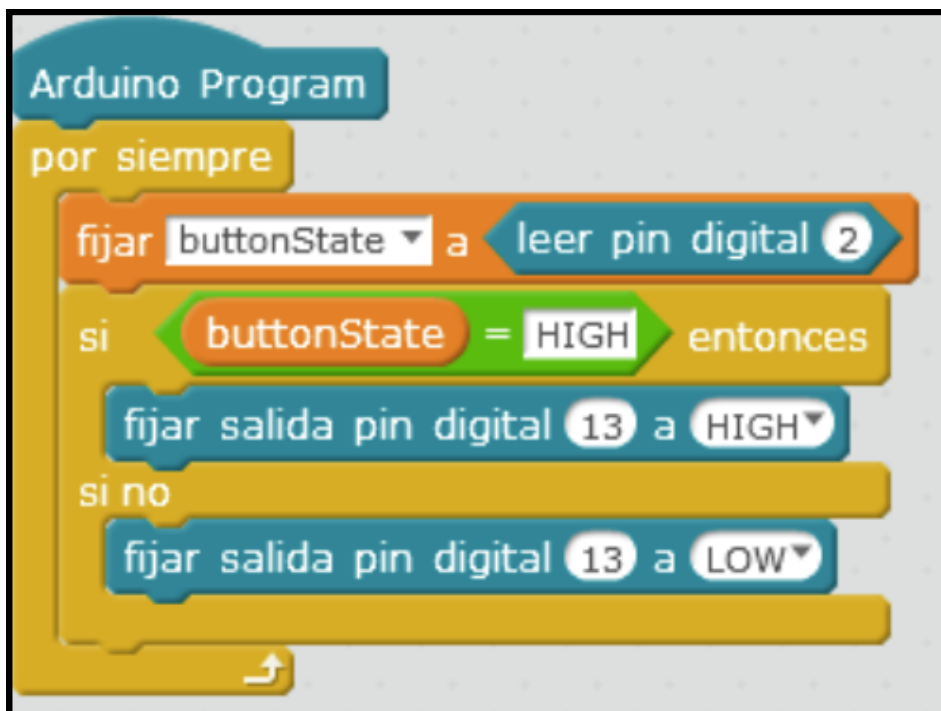 Arduino Program
por siempre
fijar buttonState a leer pin digital 2
si buttonState = HIGH entonces
fijar salida pin digital 13 a HIGH
si no
fijar salida pin digital 13 a LOW